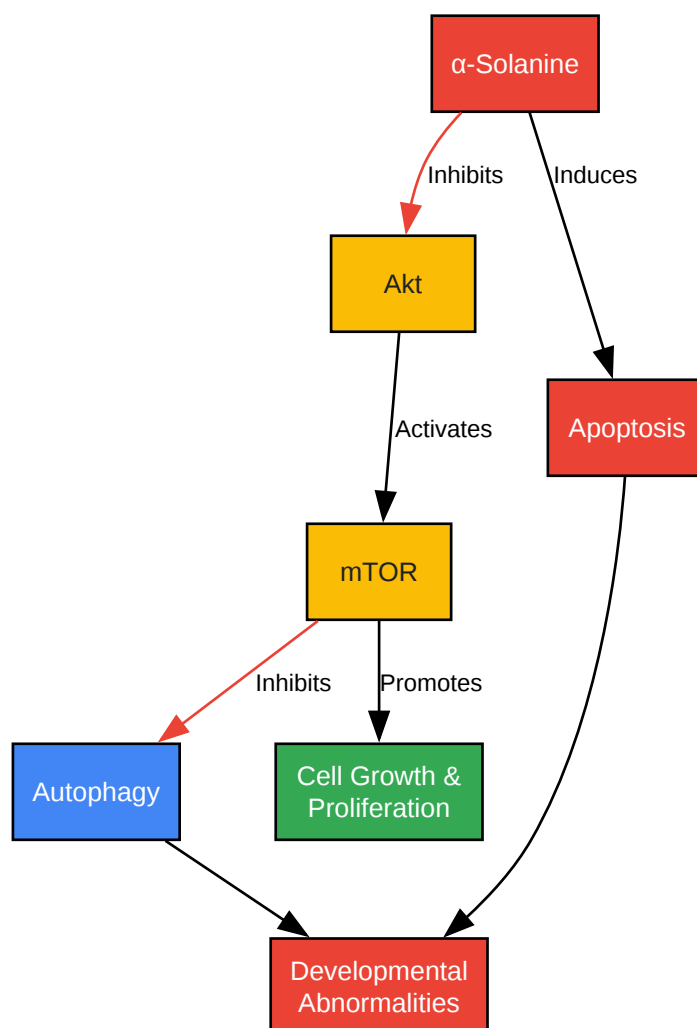 α-Solanine
Inhibits
Induces
Akt
Activates
Apoptosis
mTOR
Inhibits
Promotes
Autophagy
Cell Growth &
Proliferation
Developmental
Abnormalities